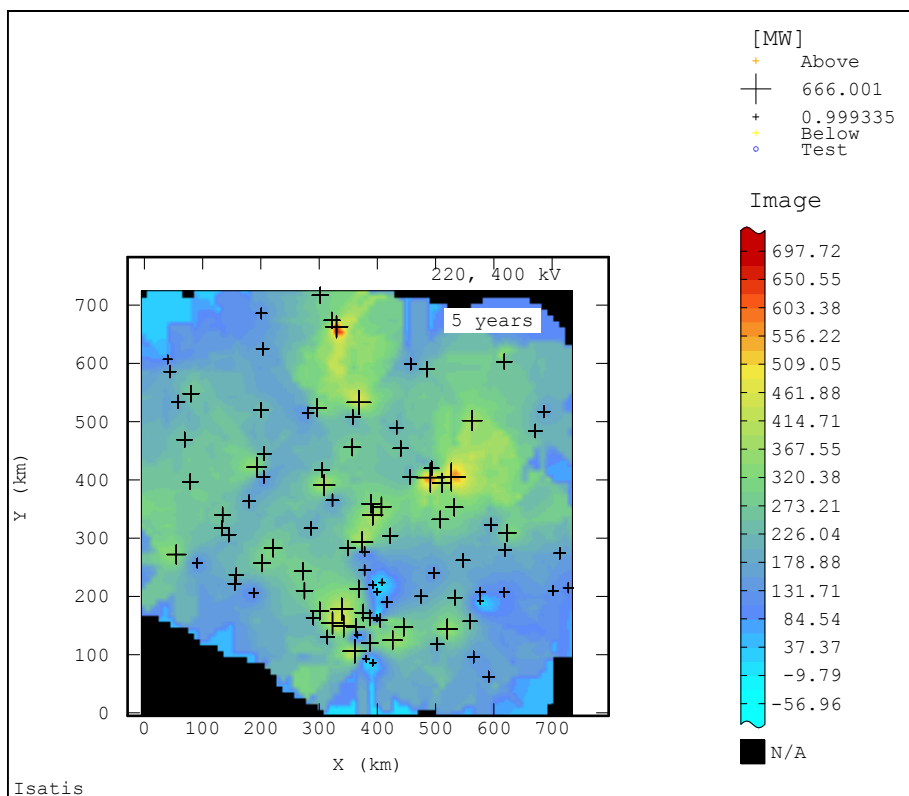 [MW]
Above
666.001
0.999335
Below
Test
Image
697.72
650.55
603.38
556.22
509.05
461.88
414.71
367.55
320.38
273.21
226.04
178.88
131.71
84.54
37.37
-9.79
-56.96
N/A
220, 400 kV
5 years
700
600
500
400
300
200
100
0
Y (km)
0 100 200 300 400 500 600 700
X (km)
Isatis